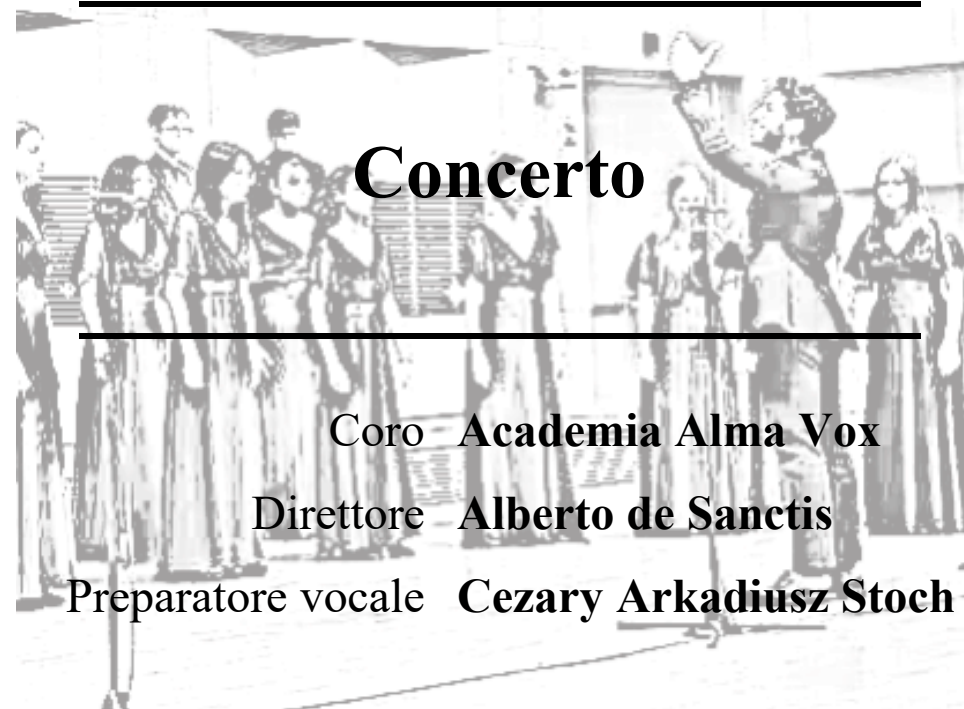 Concerto
Coro Academia Alma Vox
Direttore Alberto de Sanctis
Preparatore vocale Cezary Arkadiusz Stoch